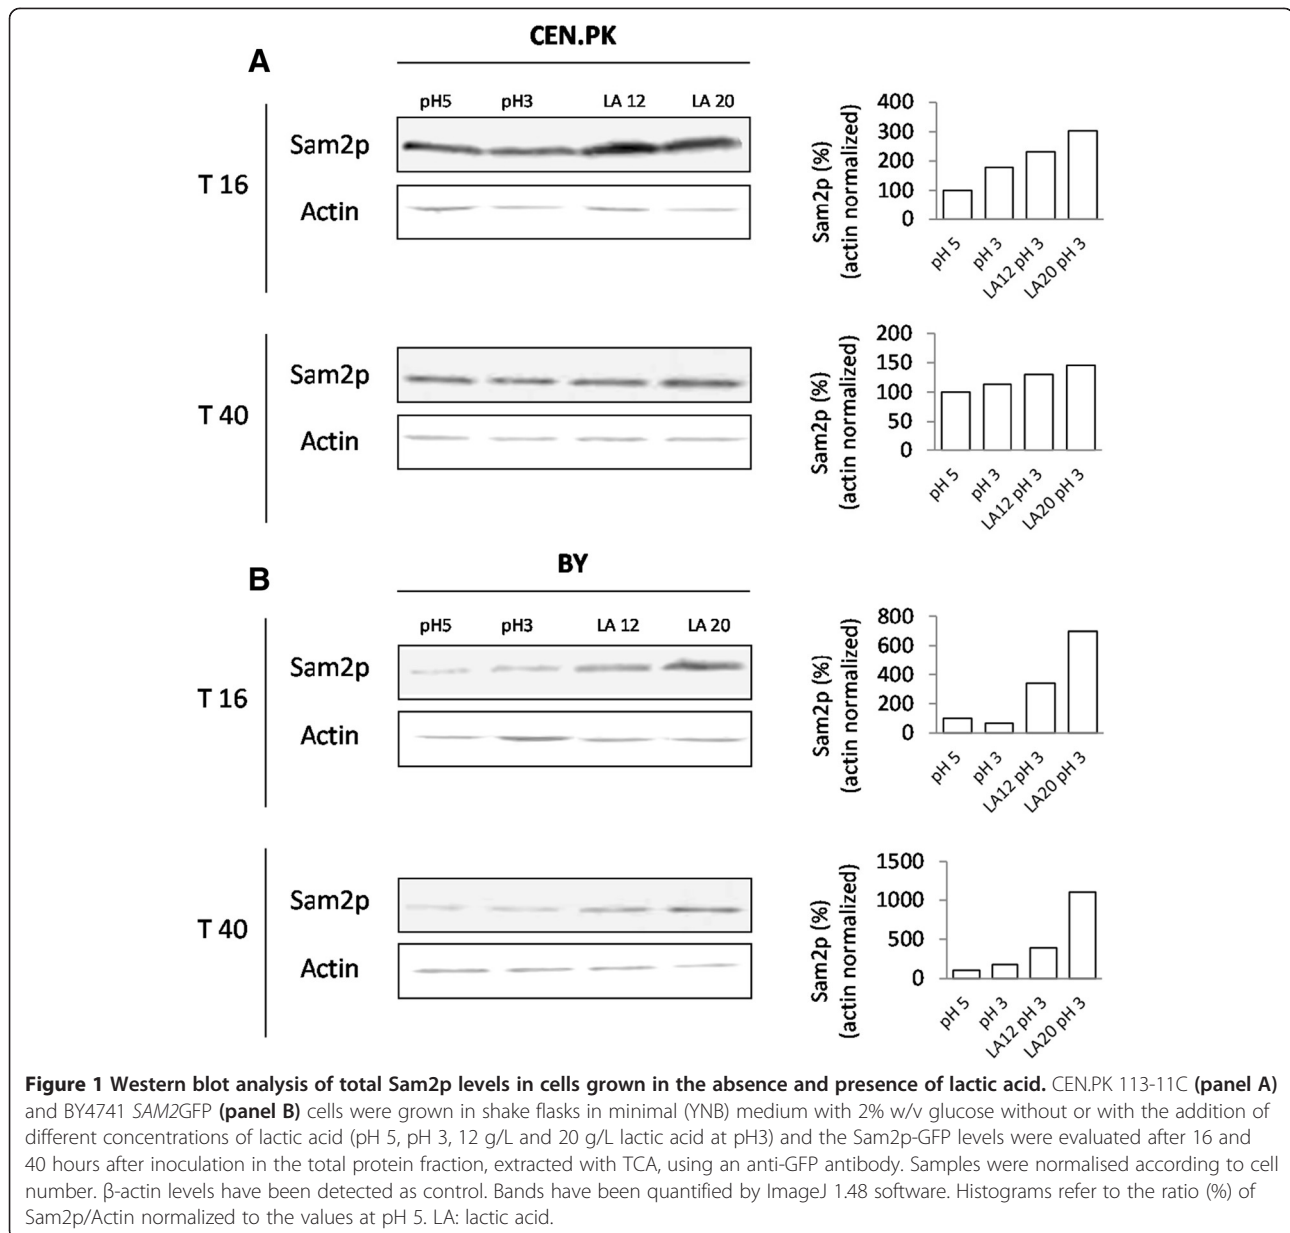 CEN.PK
A
pH5 pH3 LA 12 LA 20
T 16
Sam2p
Actin
Sam2p (%)
(actin normalized)
400
300
200
100
0
pH 5
pH 3
LA12 pH 3
LA20 pH 3
T 40
Sam2p
Actin
Sam2p (%)
(actin normalized)
200
150
100
50
0
pH 5
pH 3
LA12 pH 3
LA20 pH 3
BY
B
pH5 pH3 LA 12 LA 20
T 16
Sam2p
Actin
Sam2p (%)
(actin normalized)
800
600
400
200
0
pH 5
pH 3
LA12 pH 3
LA20 pH 3
T 40
Sam2p
Actin
Sam2p (%)
(actin normalized)
1500
1000
500
0
pH 5
pH 3
LA12 pH 3
LA20 pH 3
Figure 1 Western blot analysis of total Sam2p levels in cells grown in the absence and presence of lactic acid. CEN.PK 113-11C (panel A)
and BY4741 SAM2GFP (panel B) cells were grown in shake flasks in minimal (YNB) medium with 2% w/v glucose without or with the addition of
different concentrations of lactic acid (pH 5, pH 3, 12 g/L and 20 g/L lactic acid at pH3) and the Sam2p-GFP levels were evaluated after 16 and
40 hours after inoculation in the total protein fraction, extracted with TCA, using an anti-GFP antibody. Samples were normalised according to cell
number. β-actin levels have been detected as control. Bands have been quantified by ImageJ 1.48 software. Histograms refer to the ratio (%) of
Sam2p/Actin normalized to the values at pH 5. LA: lactic acid.